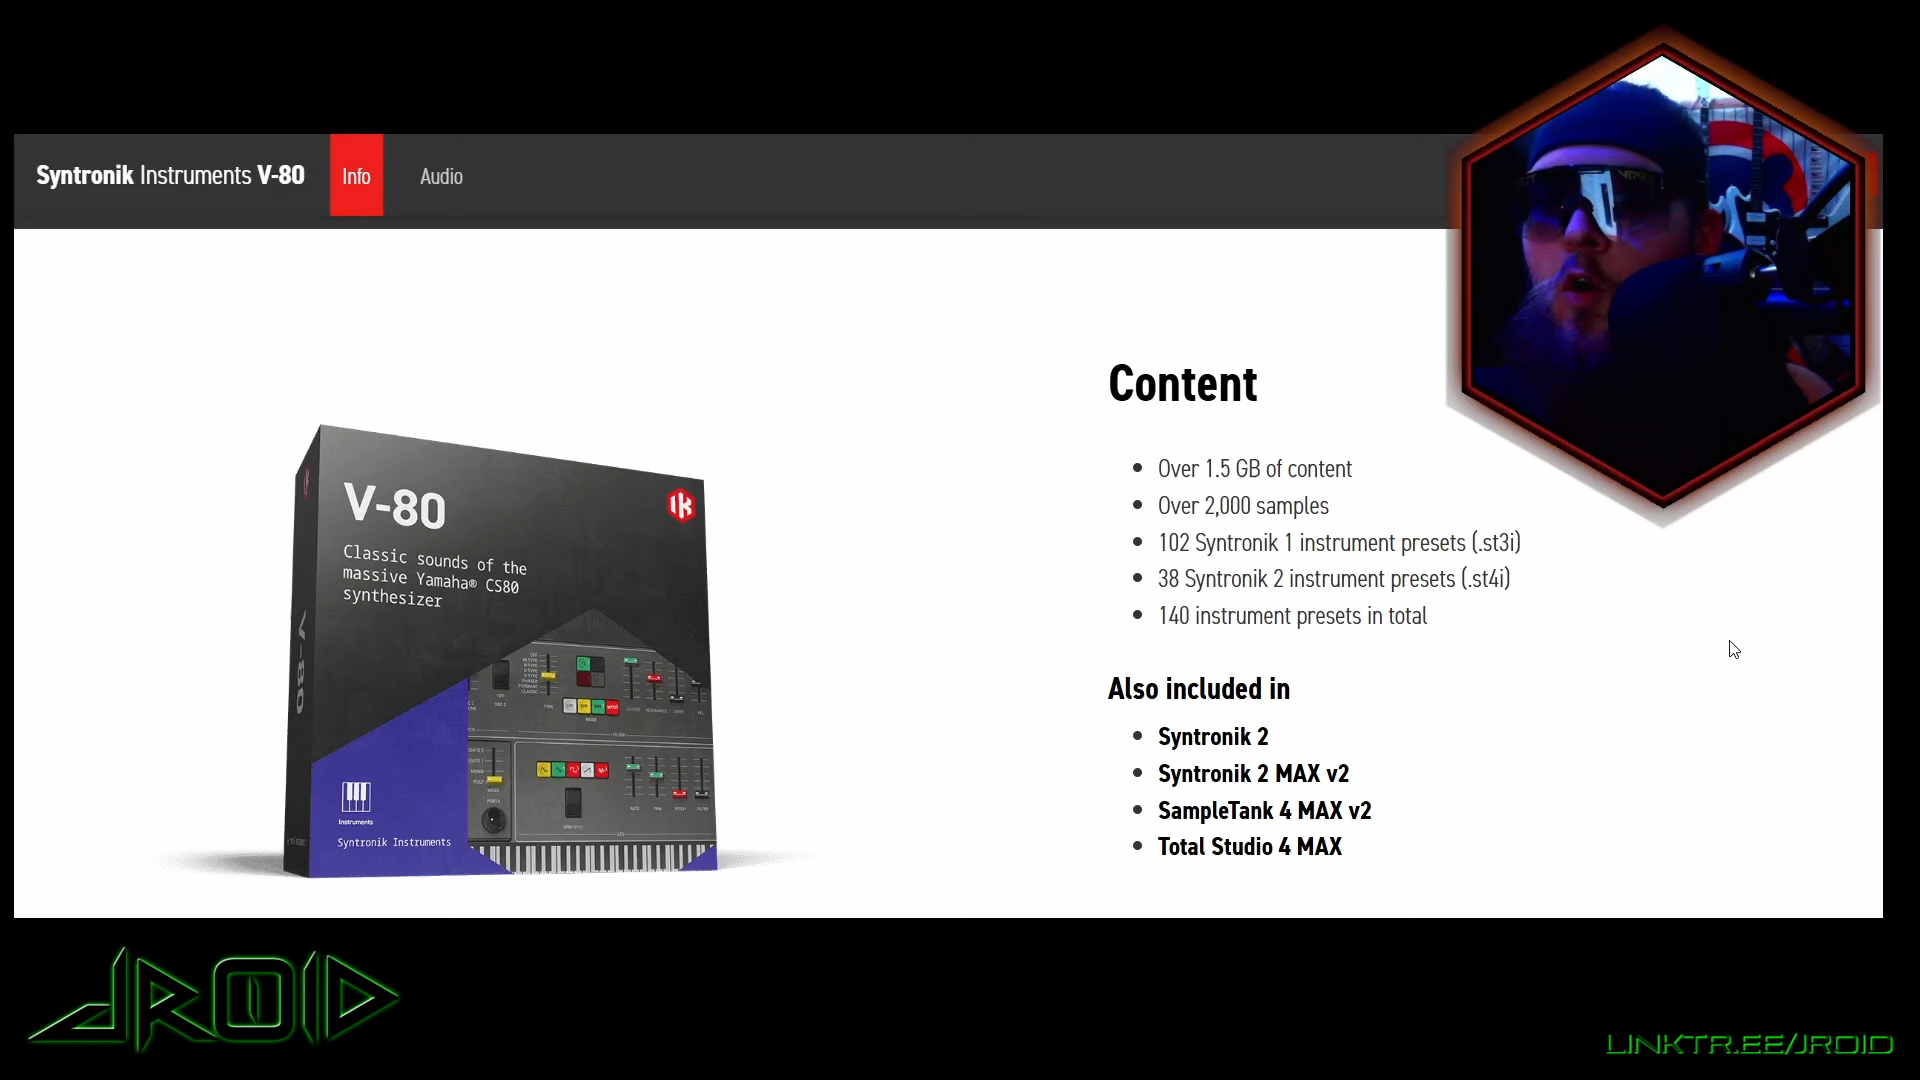 Syntronik Instruments V-80
Info
Audio
Content
Over 1.5 GB of content
Over 2,000 samples
102 Syntronik 1 instrument presets (.st3i)
38 Syntronik 2 instrument presets (.st4i)
140 instrument presets in total
Also included in
Syntronik 2
Syntronik 2 MAX v2
SampleTank 4 MAX v2
Total Studio 4 MAX
V-80
IK
Classic sounds of the
massive Yamaha® CS80
synthesizer
V-80
Instruments
Syntronik Instruments
JROID
LINKTR.EE/JROID